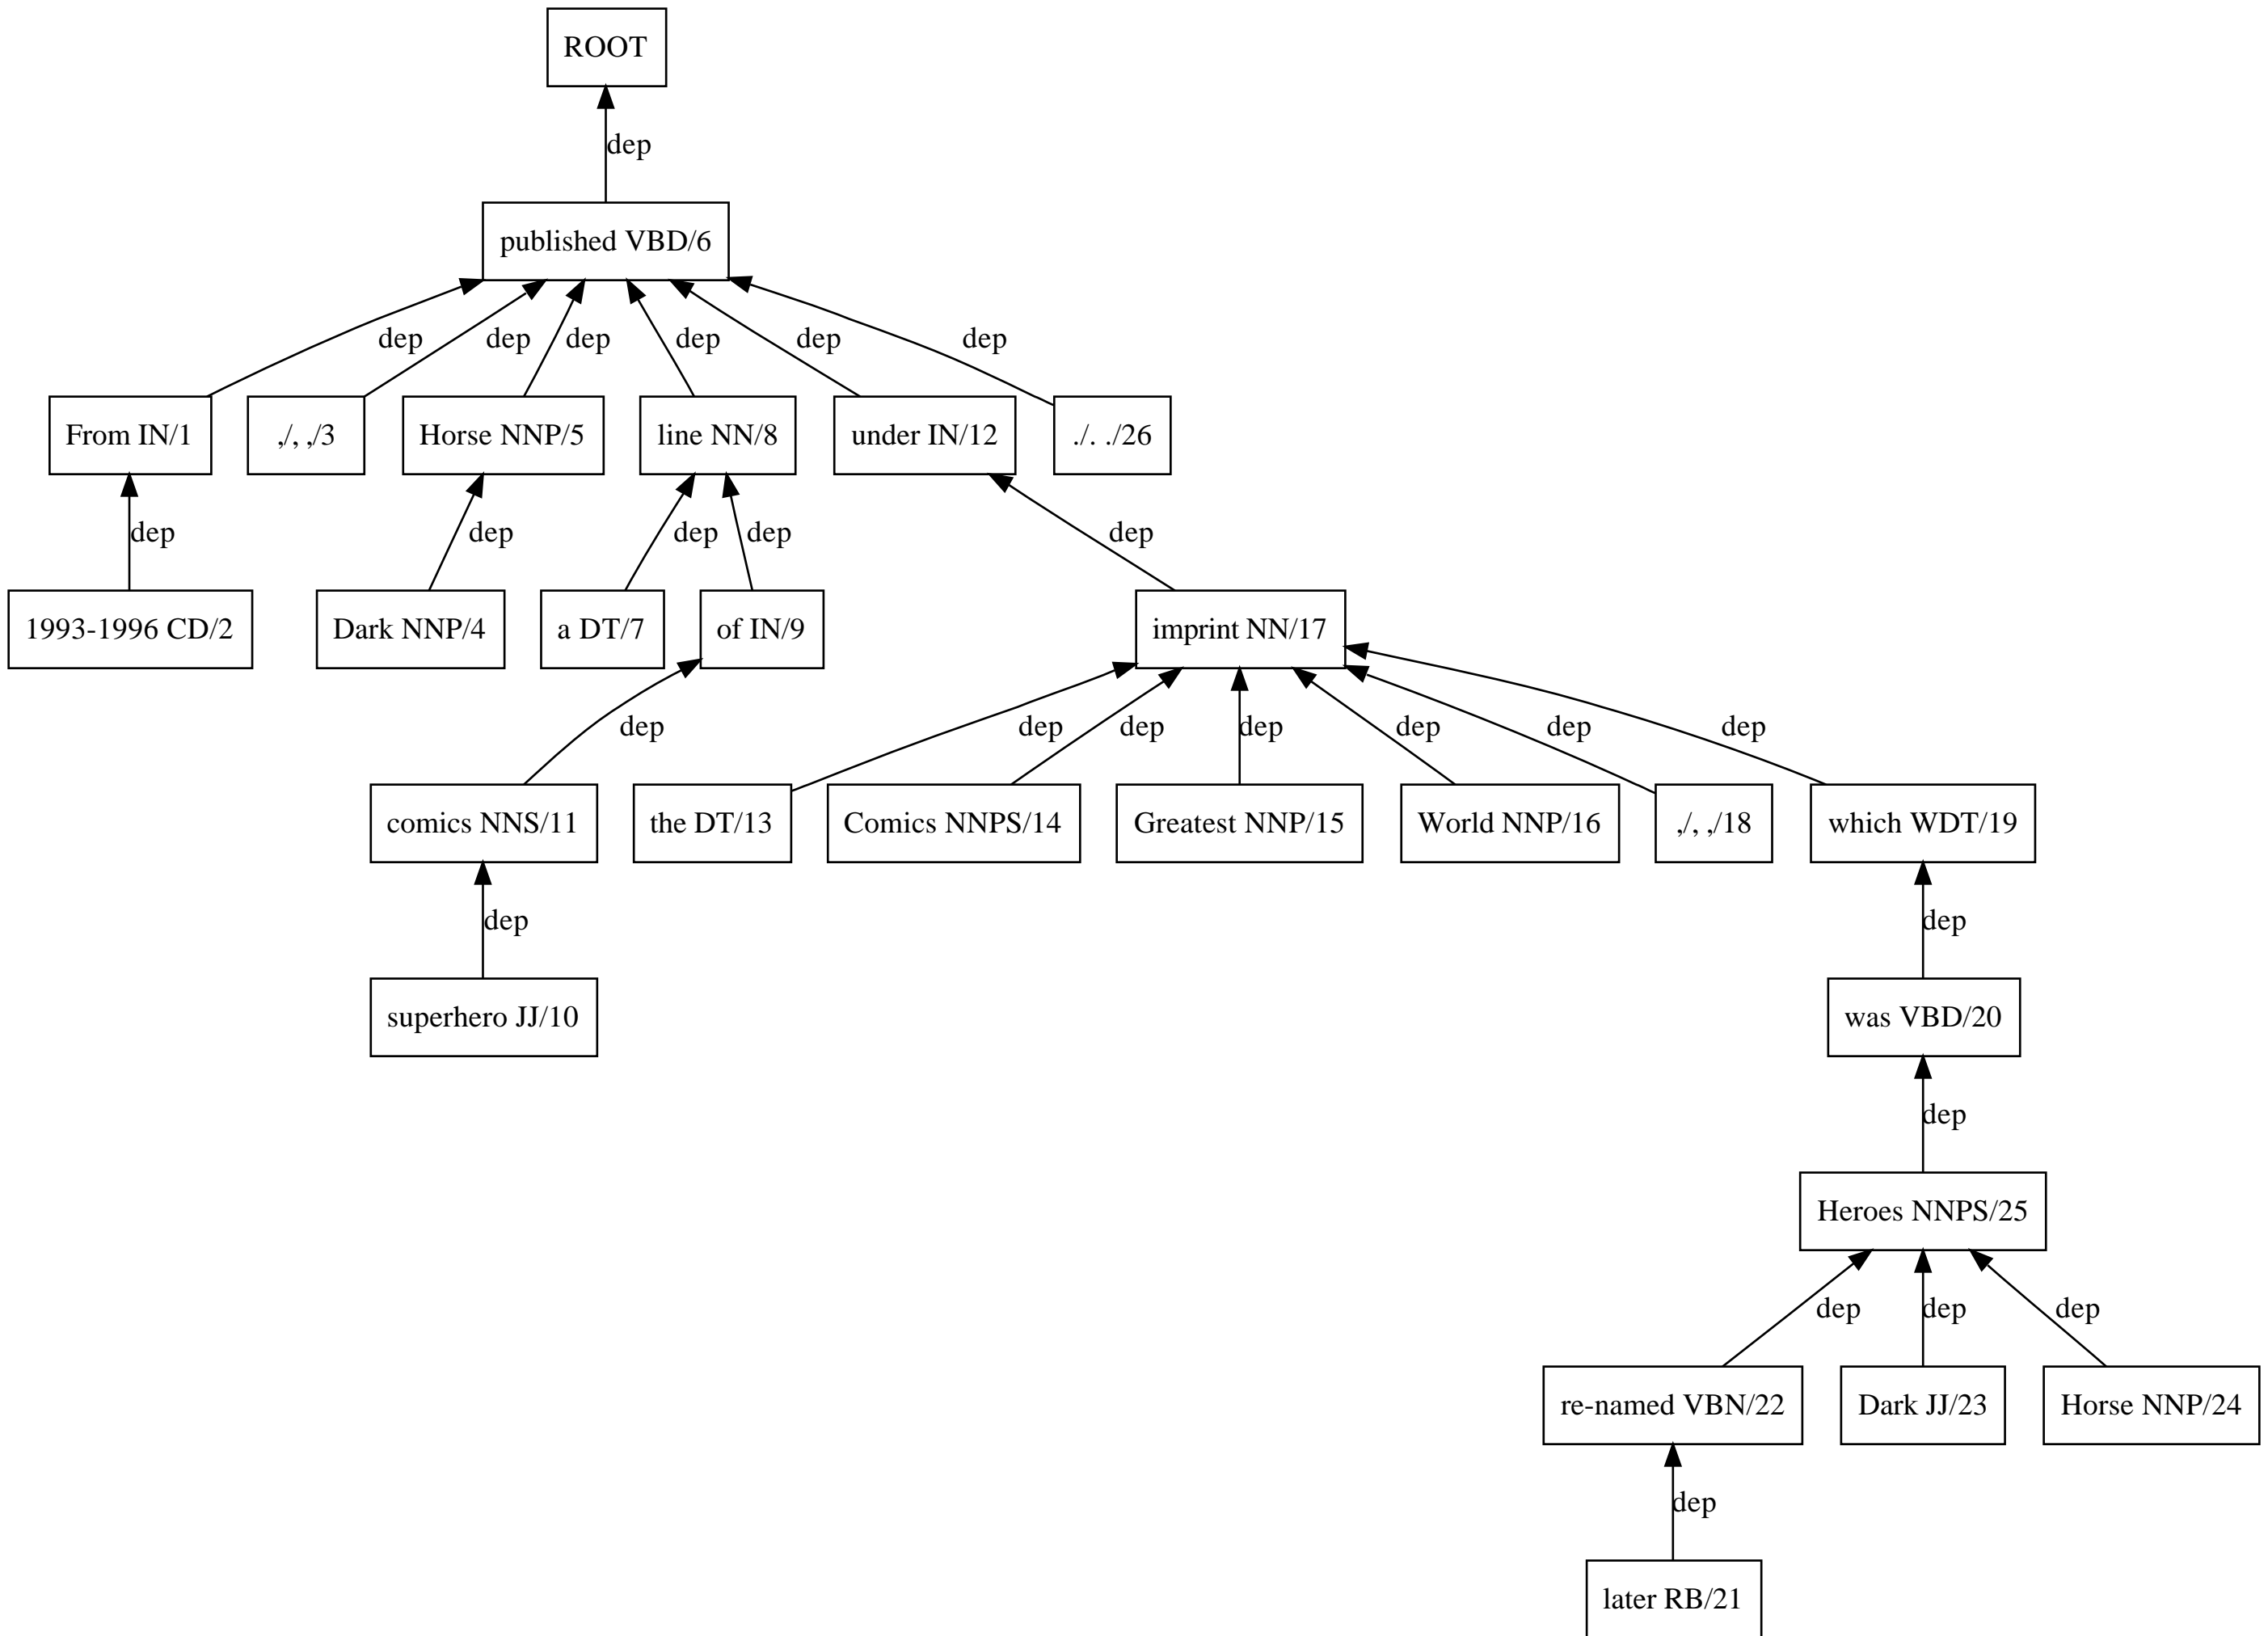 ROOT
dep
published VBD/6
dep dep dep dep dep dep
From IN/1 ,/, ,/3 Horse NNP/5 line NN/8 under IN/12 ./. ./26
dep dep dep dep dep
1993-1996 CD/2 Dark NNP/4 a DT/7 of IN/9 imprint NN/17
dep dep dep dep dep dep dep
comics NNS/11 the DT/13 Comics NNPS/14 Greatest NNP/15 World NNP/16 ,/, ,/18 which WDT/19
dep dep
superhero JJ/10 was VBD/20
dep
Heroes NNPS/25
dep dep dep
re-named VBN/22 Dark JJ/23 Horse NNP/24
dep
later RB/21